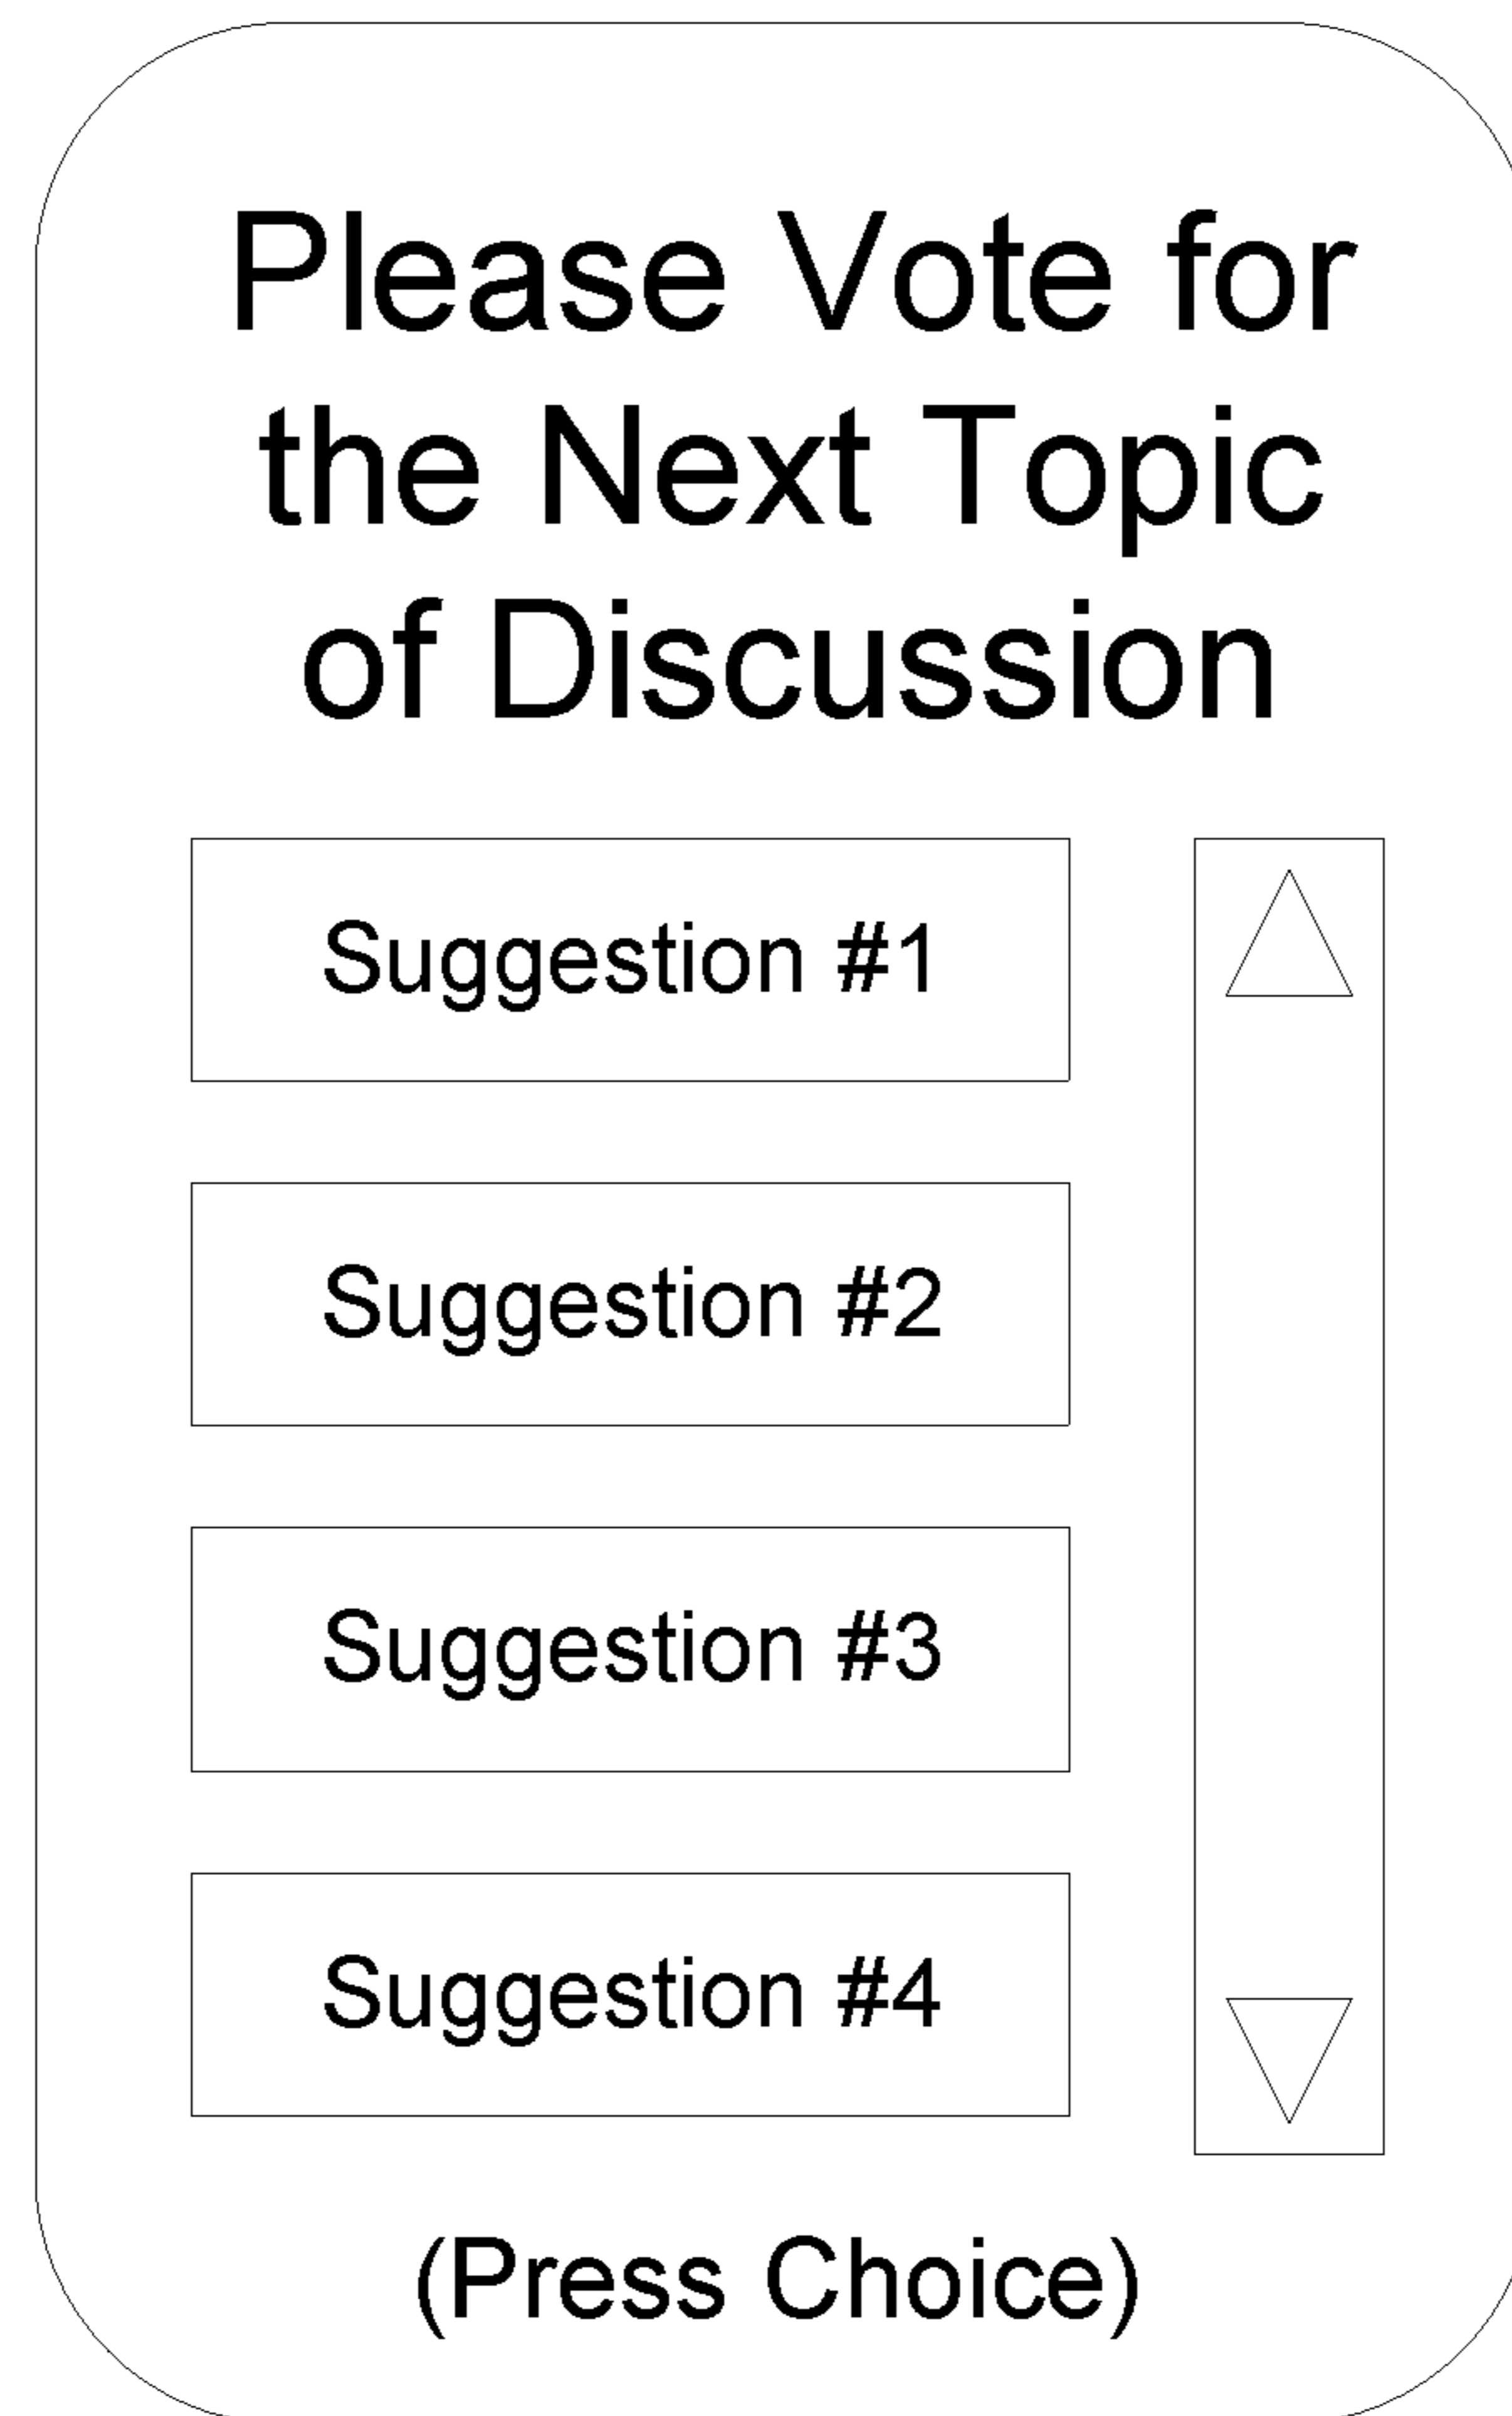 Please Vote for
the Next Topic
of Discussion
Suggestion #1
Suggestion #2
Suggestion #3
Suggestion #4
(Press Choice)